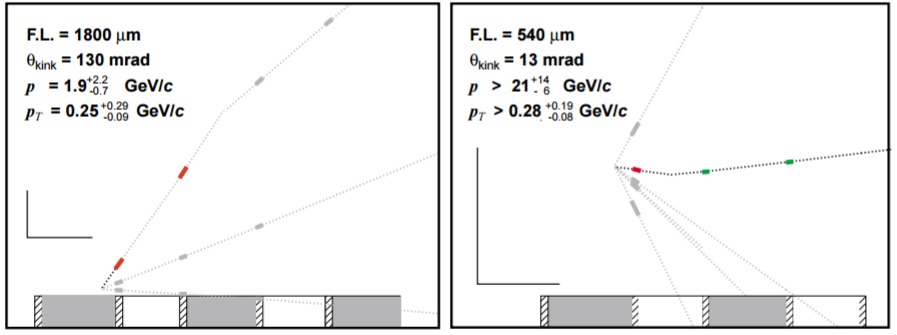 F.L. = 1800 μm
θkink = 130 mrad
p = 1.9 +2.2 -0.7 GeV/c
pT = 0.25 +0.29 -0.09 GeV/c
F.L. = 540 μm
θkink = 13 mrad
p > 21 +14 - 6 GeV/c
pT > 0.28 +0.19 -0.08 GeV/c